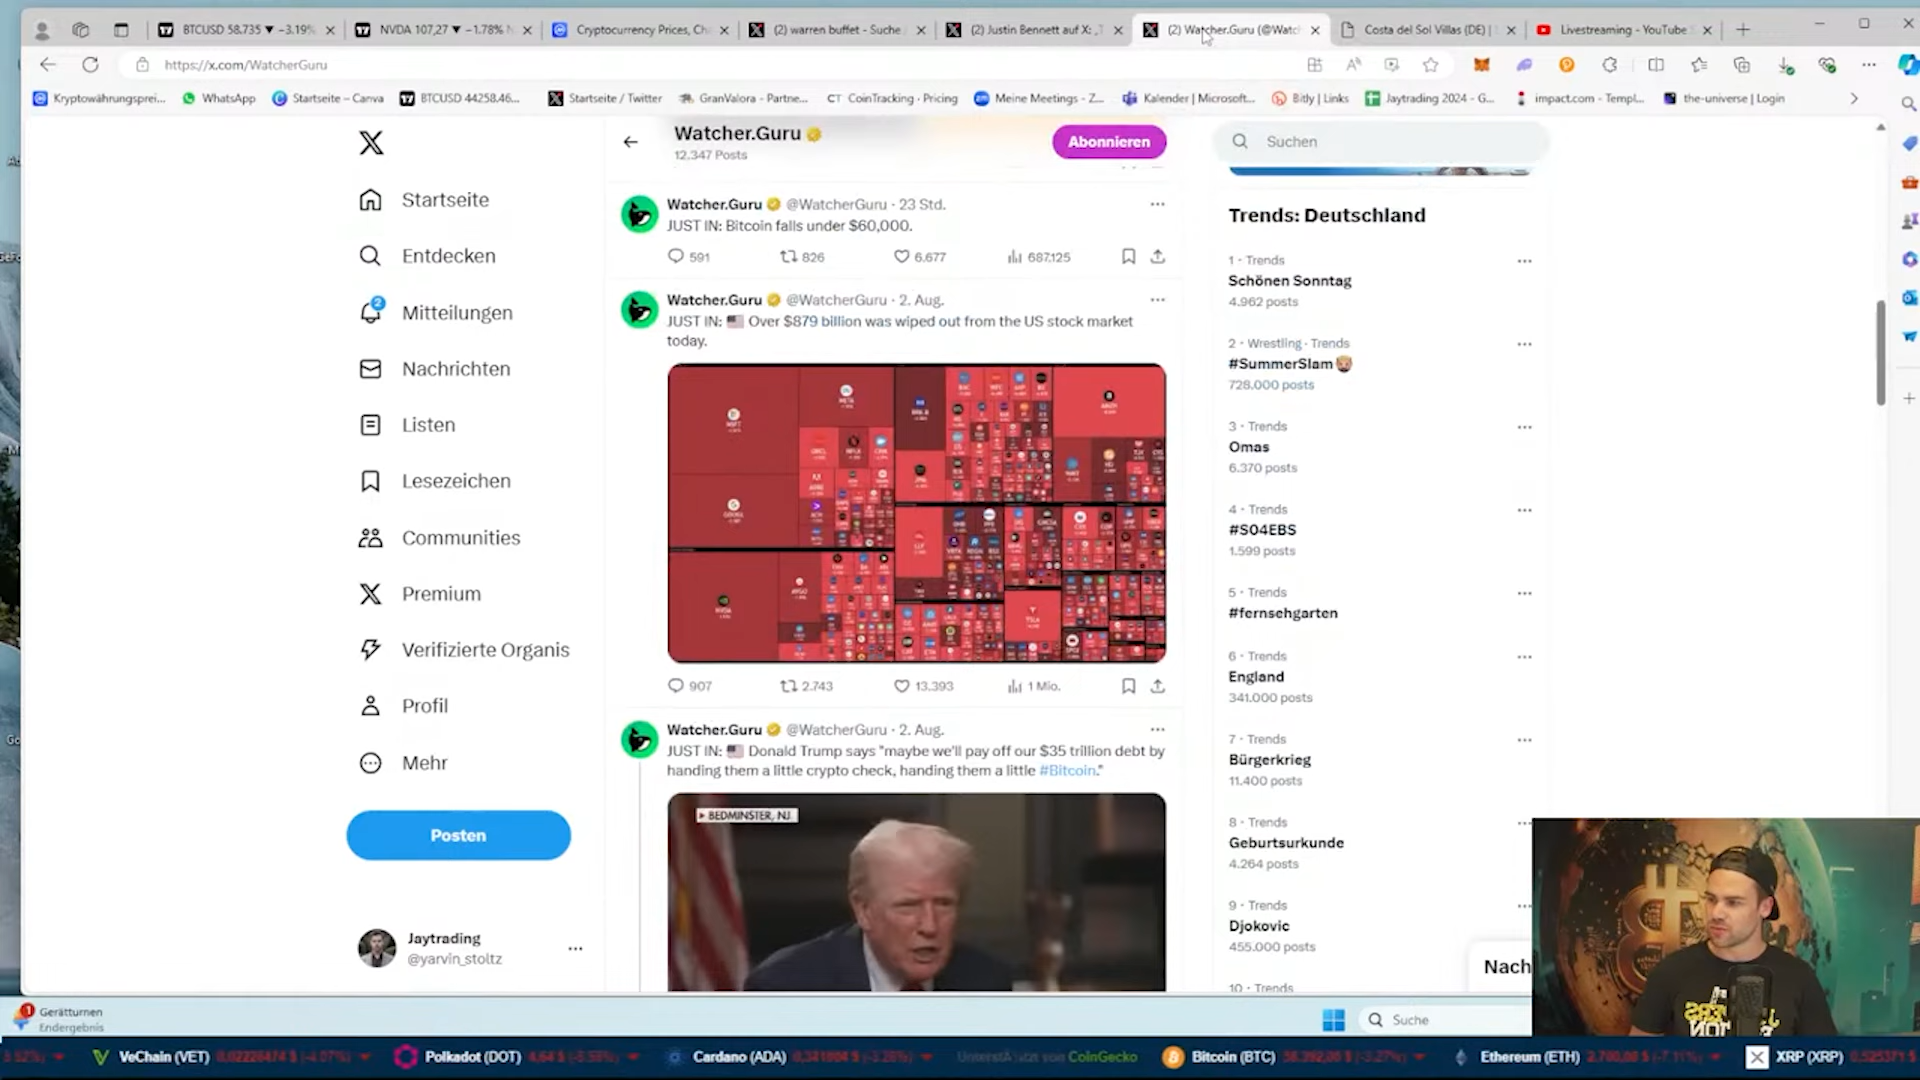 BTCUSD 58.735 ▼ −3.19%
NVDA 107,27 ▼ −1.78%
Cryptocurrency Prices, Ch
(2) warren buffet - Suche
(2) Justin Bennett auf X: „T
(2) Watcher.Guru (@Watch
Costa del Sol Villas (DE) |
Livestreaming - YouTube
https://x.com/WatcherGuru
Kryptowährungsprei...
WhatsApp
Startseite – Canva
BTCUSD 44258.46...
Startseite / Twitter
GranValora - Partne...
CT CoinTracking · Pricing
Meine Meetings - Z...
Kalender | Microsoft...
Bitly | Links
Jaytrading 2024 - G...
impact.com - Templ...
the-universe | Login
Startseite
Entdecken
2
Mitteilungen
Nachrichten
Listen
Lesezeichen
Communities
Premium
Verifizierte Organis
Profil
Mehr
Posten
Jaytrading
@yarvin_stoltz
Watcher.Guru
12.347 Posts
Abonnieren
Watcher.Guru @WatcherGuru · 23 Std.
JUST IN: Bitcoin falls under $60,000.
591 826 6.677 687.125
Watcher.Guru @WatcherGuru · 2. Aug.
JUST IN: 🇺🇸 Over $879 billion was wiped out from the US stock market
today.
META
MSFT
NVDA
TSLA
907 2.743 13.393 1 Mio.
Watcher.Guru @WatcherGuru · 2. Aug.
JUST IN: 🇺🇸 Donald Trump says "maybe we'll pay off our $35 trillion debt by
handing them a little crypto check, handing them a little #Bitcoin."
BEDMINSTER, NJ
Suchen
Trends: Deutschland
1 · Trends
Schönen Sonntag
4.962 posts
2 · Wrestling · Trends
#SummerSlam
728.000 posts
3 · Trends
Omas
6.370 posts
4 · Trends
#S04EBS
1.599 posts
5 · Trends
#fernsehgarten
6 · Trends
England
341.000 posts
7 · Trends
Bürgerkrieg
11.400 posts
8 · Trends
Geburtsurkunde
4.264 posts
9 · Trends
Djokovic
455.000 posts
10 · Trends
Nach
1
Gerätturnen
Endergebnis
Suche
VeChain (VET)
Polkadot (DOT)
Cardano (ADA)
CoinGecko
Bitcoin (BTC)
Ethereum (ETH)
XRP (XRP)